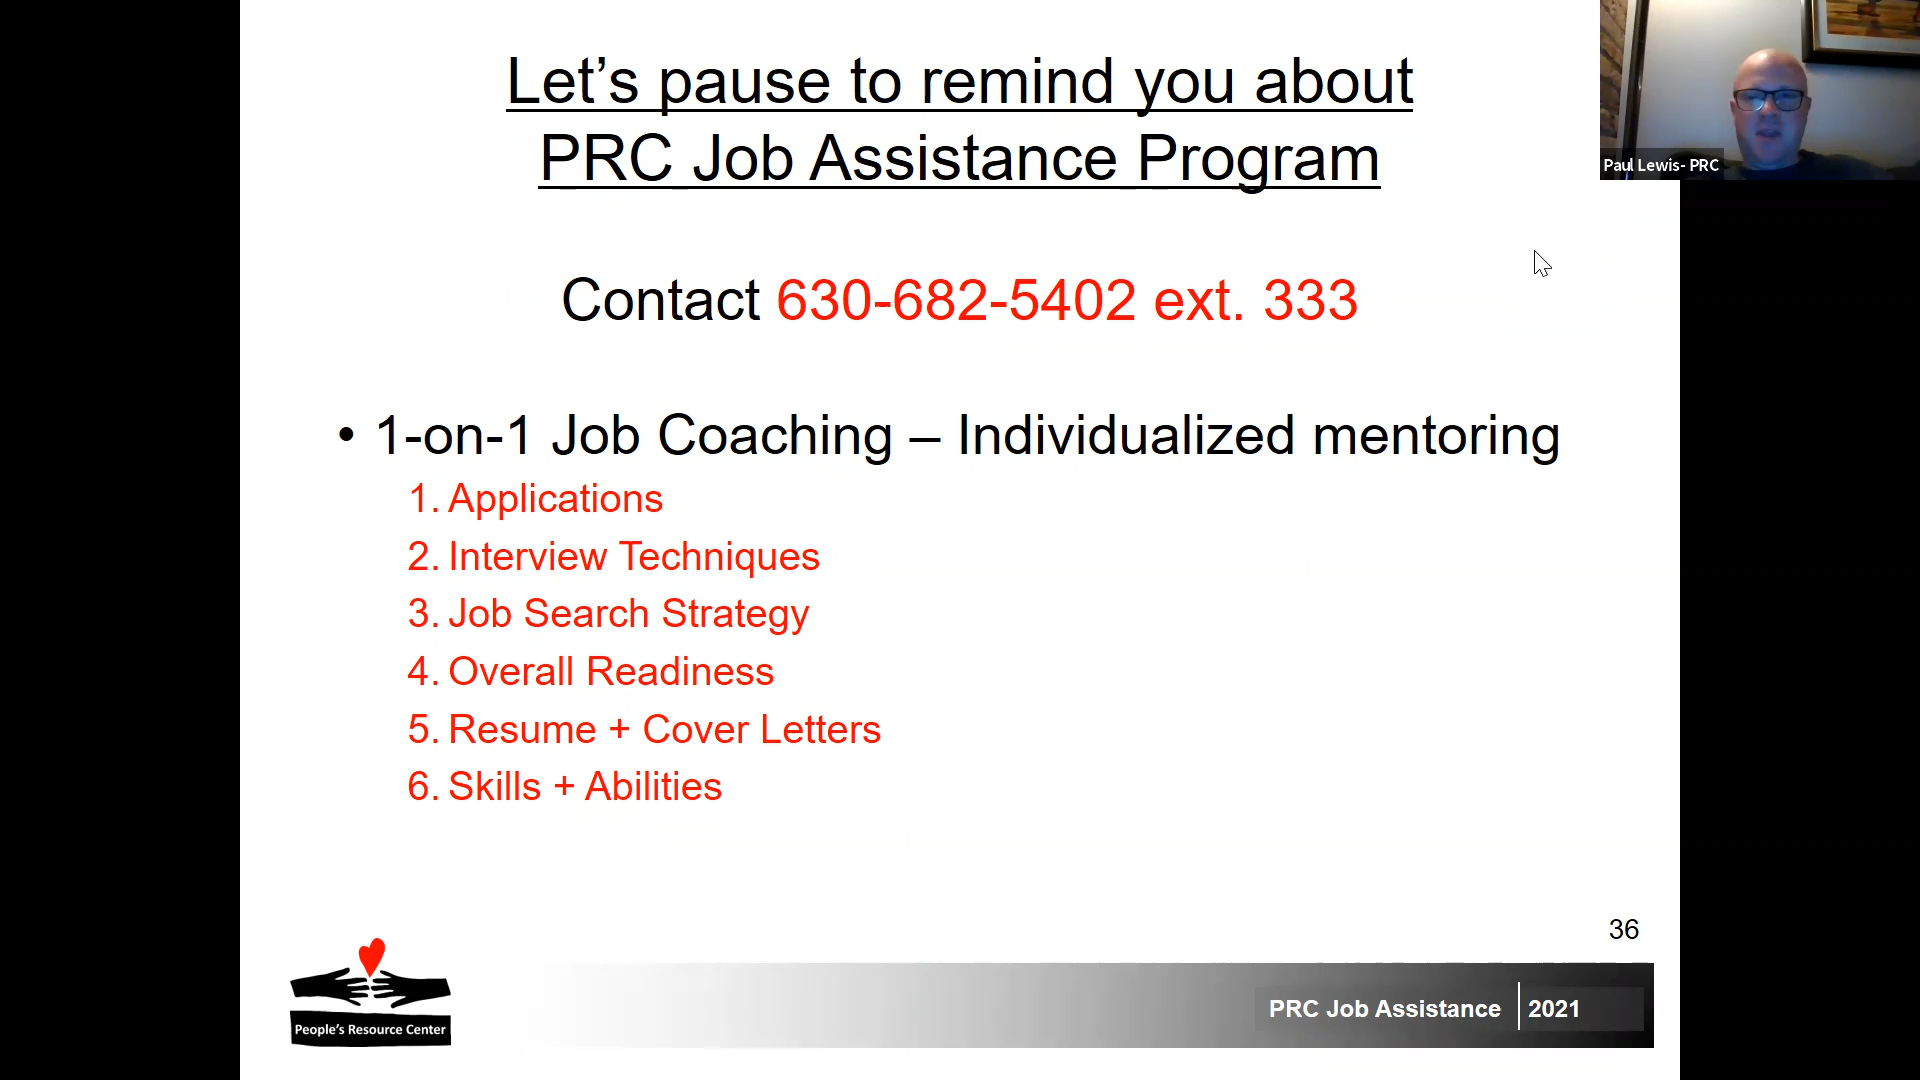 Let’s pause to remind you about
PRC Job Assistance Program
Paul Lewis- PRC
Contact 630-682-5402 ext. 333
• 1-on-1 Job Coaching – Individualized mentoring
1. Applications
2. Interview Techniques
3. Job Search Strategy
4. Overall Readiness
5. Resume + Cover Letters
6. Skills + Abilities
36
People’s Resource Center
PRC Job Assistance 2021